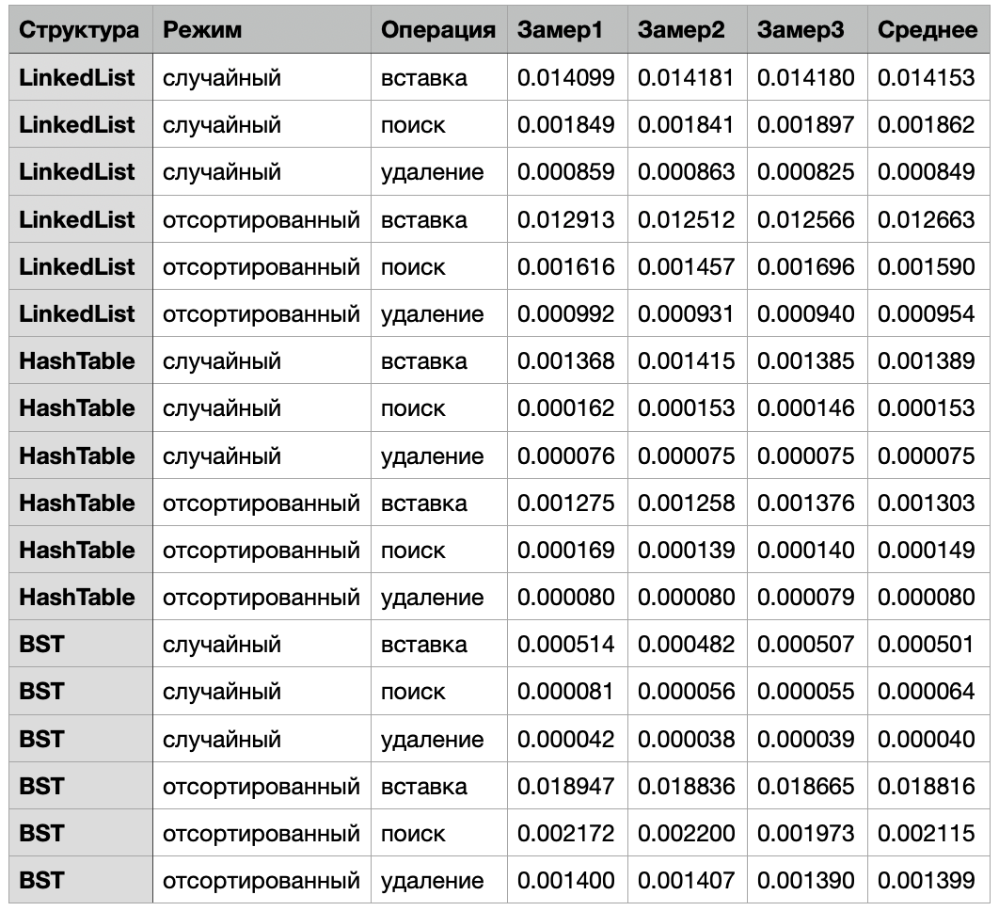 Структура Режим Операция Замер1 Замер2 Замер3 Среднее
LinkedList случайный вставка 0.014099 0.014181 0.014180 0.014153
LinkedList случайный поиск 0.001849 0.001841 0.001897 0.001862
LinkedList случайный удаление 0.000859 0.000863 0.000825 0.000849
LinkedList отсортированный вставка 0.012913 0.012512 0.012566 0.012663
LinkedList отсортированный поиск 0.001616 0.001457 0.001696 0.001590
LinkedList отсортированный удаление 0.000992 0.000931 0.000940 0.000954
HashTable случайный вставка 0.001368 0.001415 0.001385 0.001389
HashTable случайный поиск 0.000162 0.000153 0.000146 0.000153
HashTable случайный удаление 0.000076 0.000075 0.000075 0.000075
HashTable отсортированный вставка 0.001275 0.001258 0.001376 0.001303
HashTable отсортированный поиск 0.000169 0.000139 0.000140 0.000149
HashTable отсортированный удаление 0.000080 0.000080 0.000079 0.000080
BST случайный вставка 0.000514 0.000482 0.000507 0.000501
BST случайный поиск 0.000081 0.000056 0.000055 0.000064
BST случайный удаление 0.000042 0.000038 0.000039 0.000040
BST отсортированный вставка 0.018947 0.018836 0.018665 0.018816
BST отсортированный поиск 0.002172 0.002200 0.001973 0.002115
BST отсортированный удаление 0.001400 0.001407 0.001390 0.001399